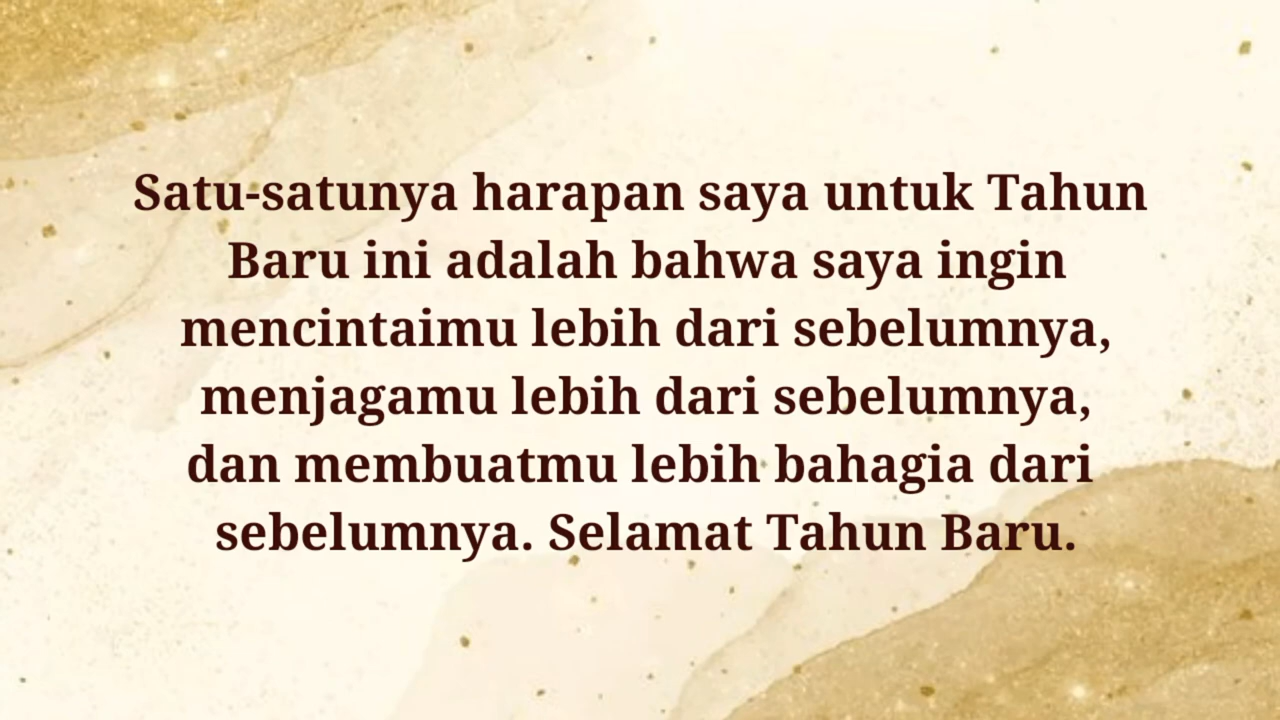 Satu-satunya harapan saya untuk Tahun
Baru ini adalah bahwa saya ingin
mencintaimu lebih dari sebelumnya,
menjagamu lebih dari sebelumnya,
dan membuatmu lebih bahagia dari
sebelumnya. Selamat Tahun Baru.